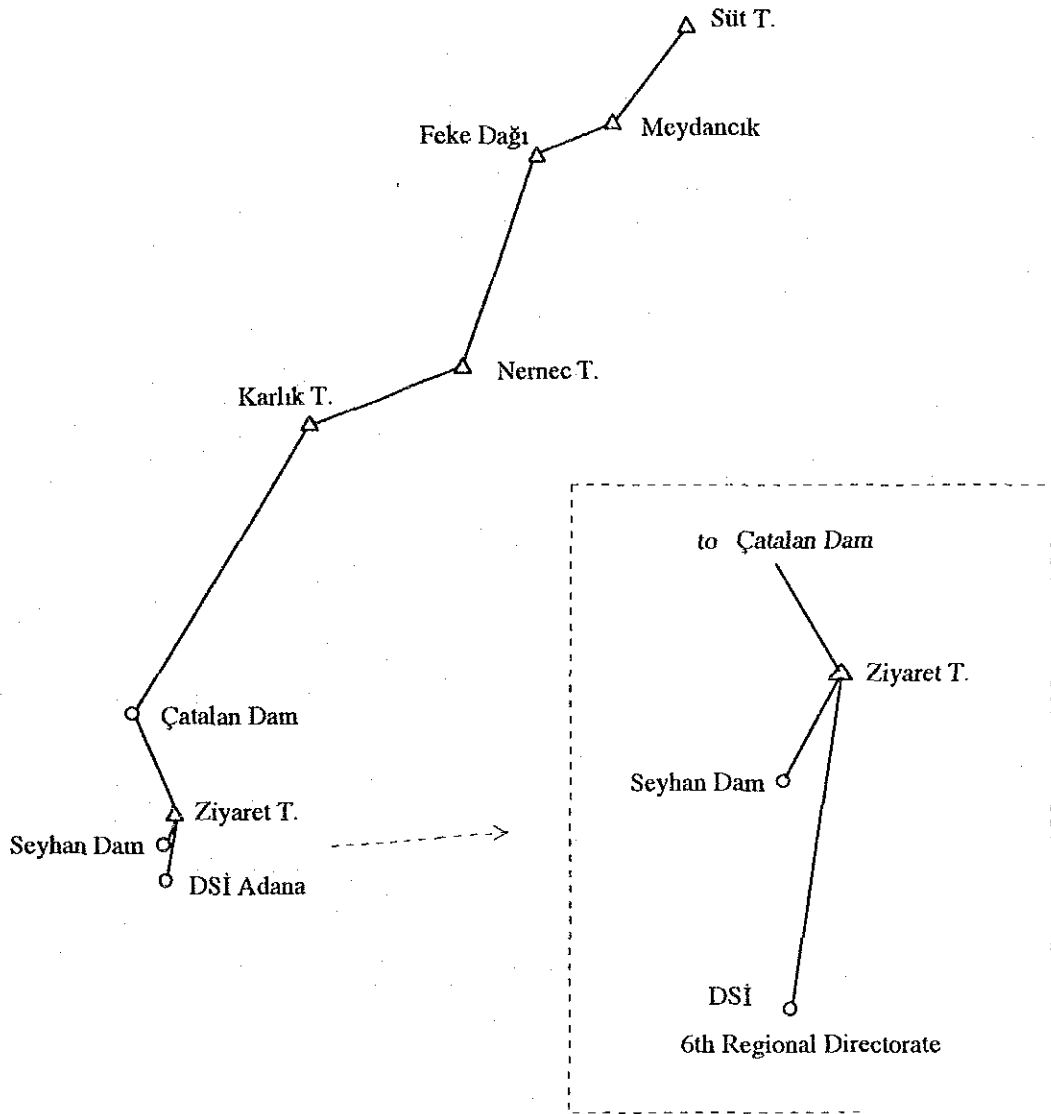 Süt T.
Meydancık
Feke Dağı
Nernec T.
Karlık T.
to Çatalan Dam
Ziyaret T.
Çatalan Dam
Seyhan Dam
Ziyaret T.
Seyhan Dam
DSİ Adana
DSİ
6th Regional Directorate